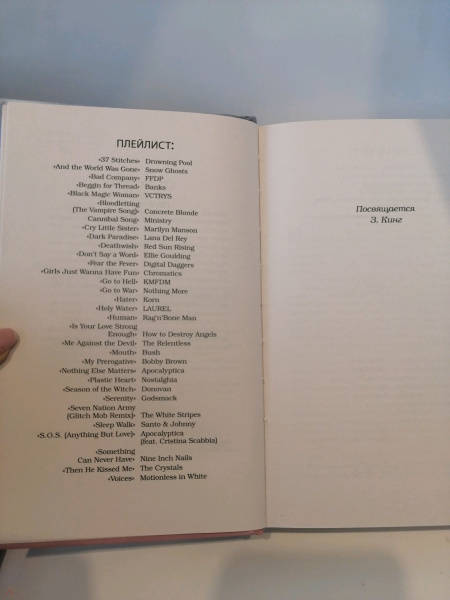 ПЛЕЙЛИСТ:
«37 Stitches» Drowning Pool
«And the World Was Gone» Snow Ghosts
«Bad Company» FFDP
«Beggin for Thread» Banks
«Black Magic Woman» VCTRYS
«Bloodletting
(The Vampire Song)» Concrete Blonde
Cannibal Song» Ministry
«Cry Little Sister» Marilyn Manson
«Dark Paradise» Lana Del Rey
«Deathwish» Red Sun Rising
«Don't Say a Word» Ellie Goulding
«Fear the Fever» Digital Daggers
«Girls Just Wanna Have Fun» Chromatics
«Go to Hell» KMFDM
«Go to War» Nothing More
«Hater» Korn
«Holy Water» LAUREL
«Human» Rag'n'Bone Man
«Is Your Love Strong
Enough» How to Destroy Angels
«Me Against the Devil» The Relentless
«Mouth» Bush
«My Prerogative» Bobby Brown
«Nothing Else Matters» Apocalyptica
«Plastic Heart» Nostalghia
«Season of the Witch» Donovan
«Serenity» Godsmack
«Seven Nation Army
(Glitch Mob Remix)» The White Stripes
«Sleep Walk» Santo & Johnny
«S.O.S. (Anything But Love)» Apocalyptica
(feat. Cristina Scabbia)
«Something
Can Never Have» Nine Inch Nails
«Then He Kissed Me» The Crystals
«Voices» Motionless in White
Посвящается
З. Кинг